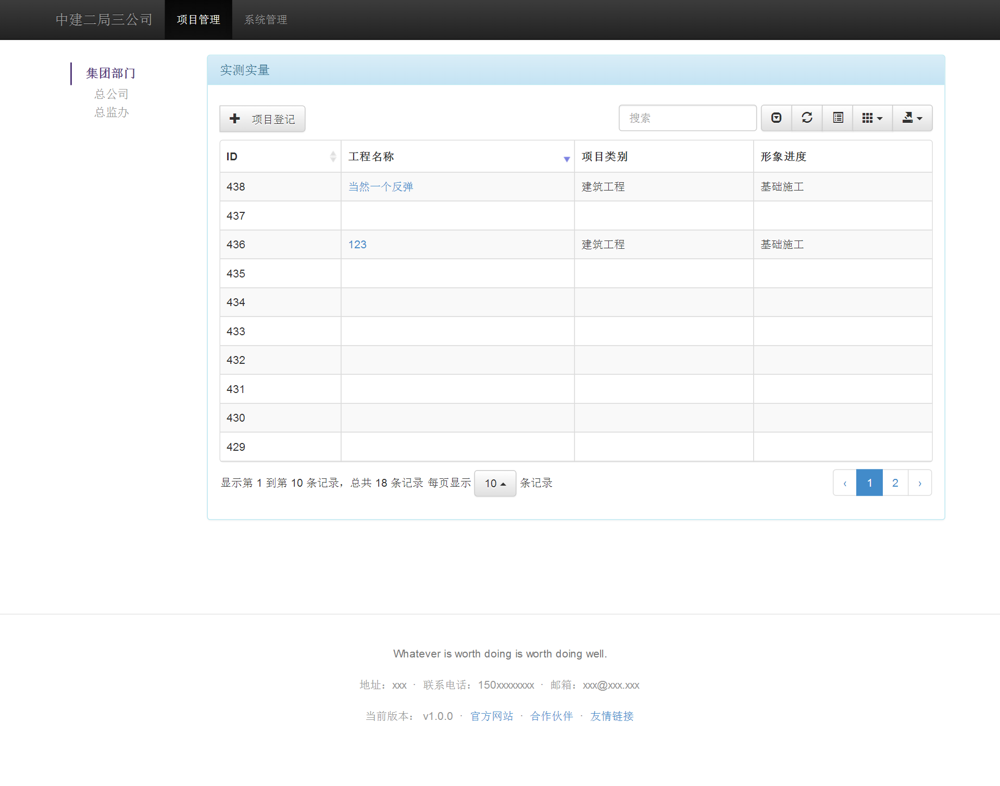 中建二局三公司 项目管理 系统管理
集团部门
总公司
总监办
实测实量
项目登记 搜索
ID 工程名称 项目类别 形象进度
438 当然一个反弹 建筑工程 基础施工
437
436 123 建筑工程 基础施工
435
434
433
432
431
430
429
显示第 1 到第 10 条记录，总共 18 条记录 每页显示 10 条记录 ‹ 1 2 ›
Whatever is worth doing is worth doing well.
地址：xxx · 联系电话：150xxxxxxxx · 邮箱：xxx@xxx.xxx
当前版本： v1.0.0 · 官方网站 · 合作伙伴 · 友情链接